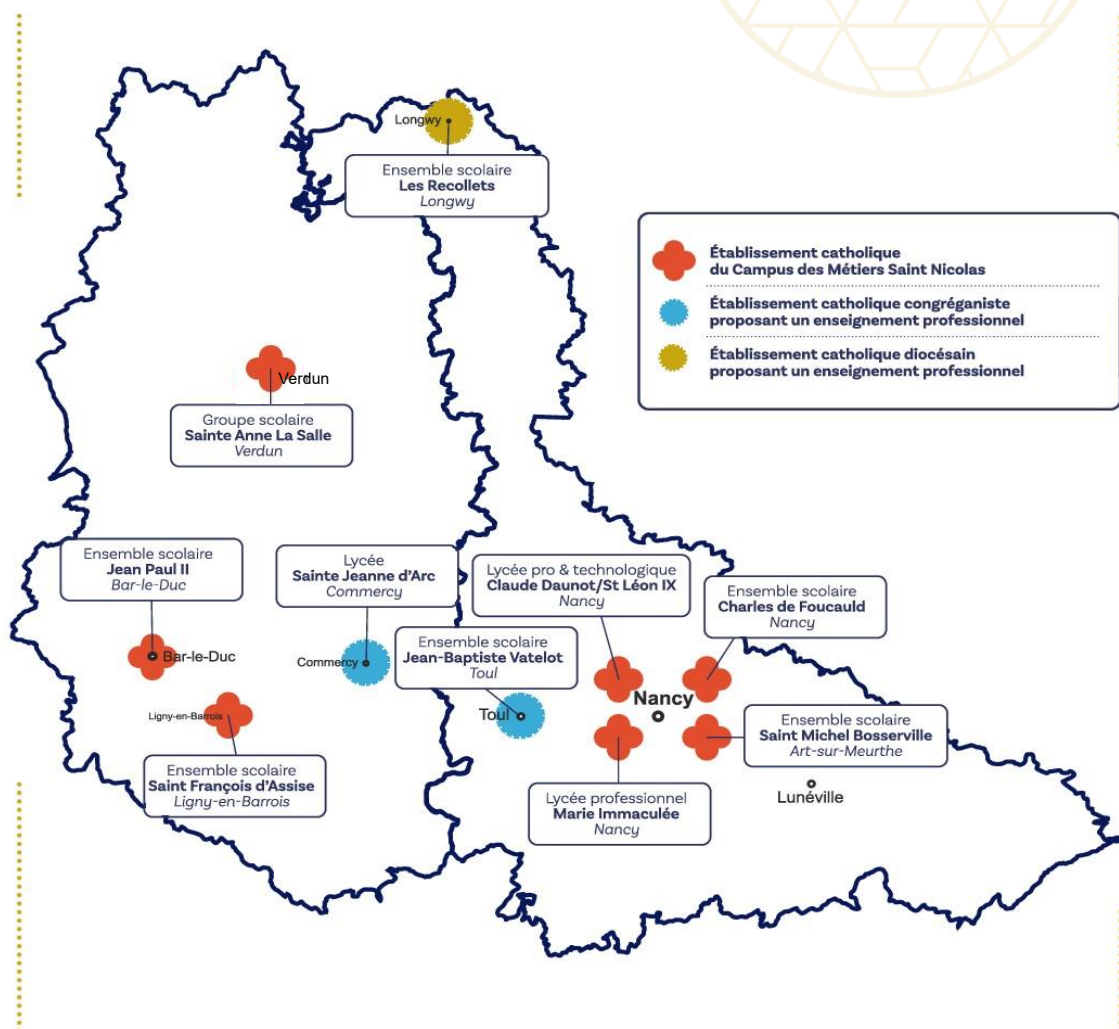 Longwy
Ensemble scolaire
Les Recollets
Longwy
Établissement catholique
du Campus des Métiers Saint Nicolas
Établissement catholique congréganiste
proposant un enseignement professionnel
Établissement catholique diocésain
proposant un enseignement professionnel
Verdun
Groupe scolaire
Sainte Anne La Salle
Verdun
Ensemble scolaire
Jean Paul II
Bar-le-Duc
Lycée
Sainte Jeanne d'Arc
Commercy
Lycée pro & technologique
Claude Daunot/St Léon IX
Nancy
Ensemble scolaire
Charles de Foucauld
Nancy
Ensemble scolaire
Jean-Baptiste Vatelot
Toul
Bar-le-Duc
Commercy
Ligny-en-Barrois
Toul
Nancy
Ensemble scolaire
Saint Michel Bosserville
Art-sur-Meurthe
Ensemble scolaire
Saint François d'Assise
Ligny-en-Barrois
Lycée professionnel
Marie Immaculée
Nancy
Lunéville